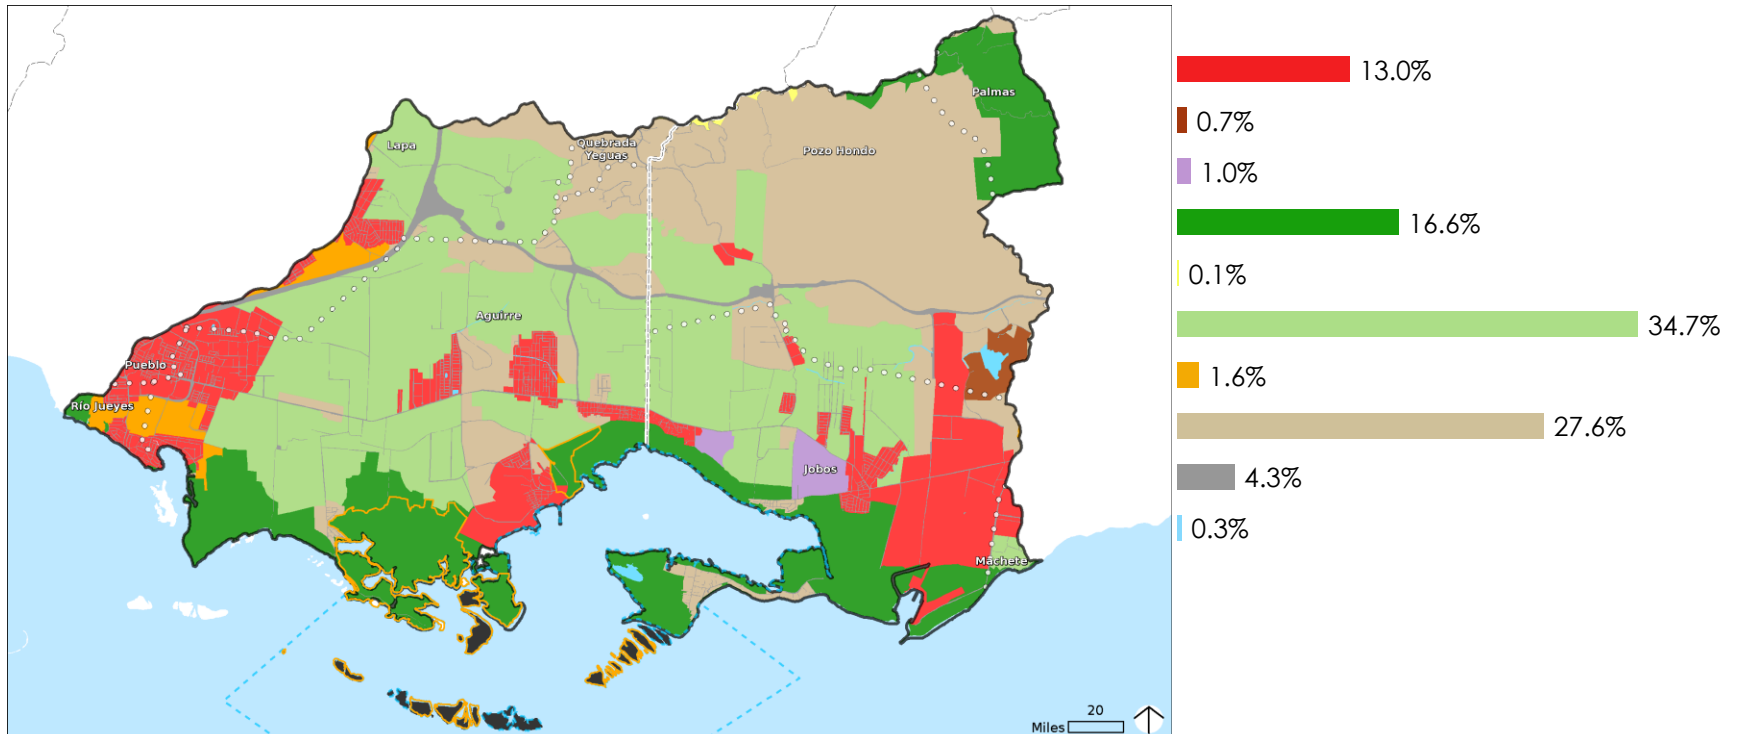 Palmas
Lapa
Quebrada
Yeguas
Pozo Hondo
Aguirre
Pueblo
Río Jueyes
Jobos
Machete
20
Miles
13.0%
0.7%
1.0%
16.6%
0.1%
34.7%
1.6%
27.6%
4.3%
0.3%